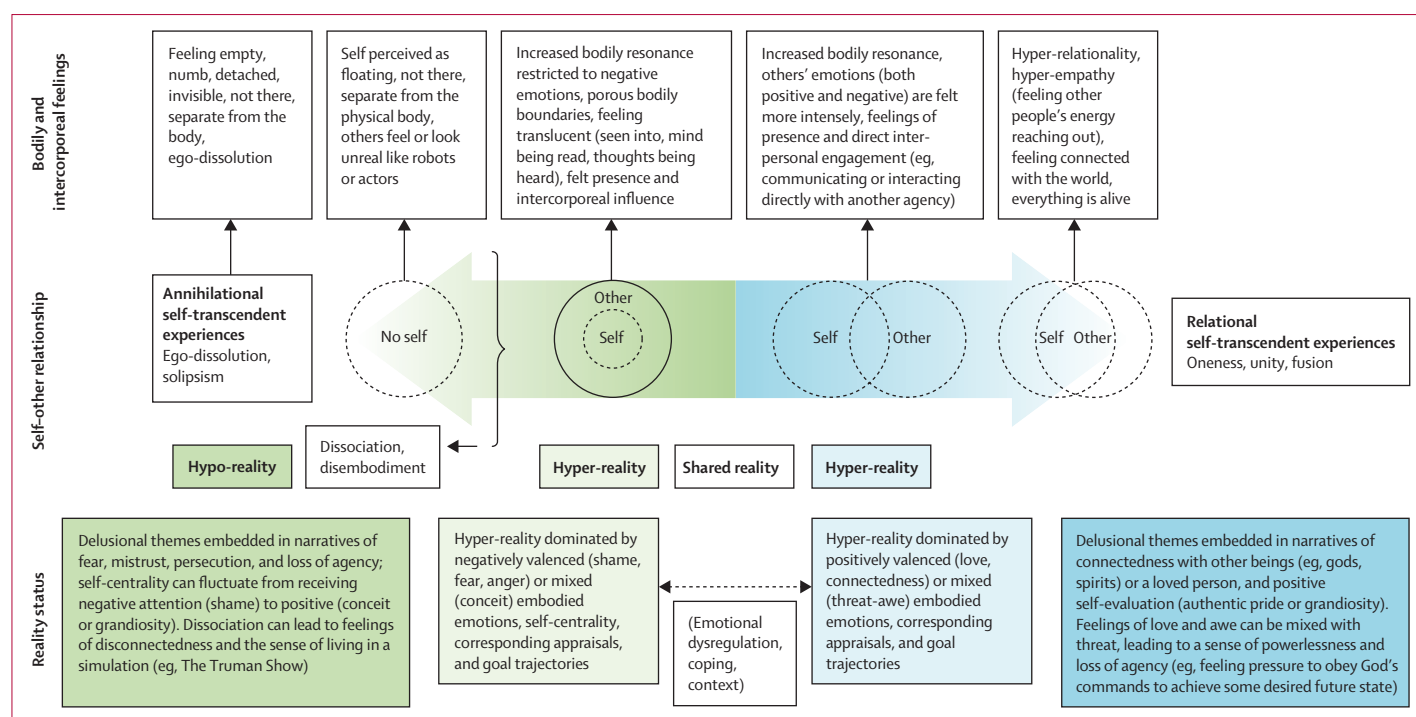 Bodily and
intercorporeal feelings
Feeling empty,
numb, detached,
invisible, not there,
separate from the
body,
ego-dissolution
Self perceived as
floating, not there,
separate from the
physical body,
others feel or look
unreal like robots
or actors
Increased bodily resonance
restricted to negative
emotions, porous bodily
boundaries, feeling
translucent (seen into, mind
being read, thoughts being
heard), felt presence and
intercorporeal influence
Increased bodily resonance,
others’ emotions (both
positive and negative) are felt
more intensely, feelings of
presence and direct inter-
personal engagement (eg,
communicating or interacting
directly with another agency)
Hyper-relationality,
hyper-empathy
(feeling other
people’s energy
reaching out),
feeling connected
with the world,
everything is alive
Self–other relationship
Annihilational
self-transcendent
experiences
Ego-dissolution,
solipsism
No self
Other
Self
Self
Other
Self
Other
Relational
self-transcendent experiences
Oneness, unity, fusion
Hypo-reality
Dissociation,
disembodiment
Hyper-reality
Shared reality
Hyper-reality
Reality status
Delusional themes embedded in narratives of
fear, mistrust, persecution, and loss of agency;
self-centrality can fluctuate from receiving
negative attention (shame) to positive (conceit
or grandiosity). Dissociation can lead to feelings
of disconnectedness and the sense of living in a
simulation (eg, The Truman Show)
Hyper-reality dominated by
negatively valenced (shame,
fear, anger) or mixed
(conceit) embodied
emotions, self-centrality,
corresponding appraisals,
and goal trajectories
(Emotional
dysregulation,
coping,
context)
Hyper-reality dominated by
positively valenced (love,
connectedness) or mixed
(threat-awe) embodied
emotions, corresponding
appraisals, and goal
trajectories
Delusional themes embedded in narratives of
connectedness with other beings (eg, gods,
spirits) or a loved person, and positive
self-evaluation (authentic pride or grandiosity).
Feelings of love and awe can be mixed with
threat, leading to a sense of powerlessness and
loss of agency (eg, feeling pressure to obey God’s
commands to achieve some desired future state)